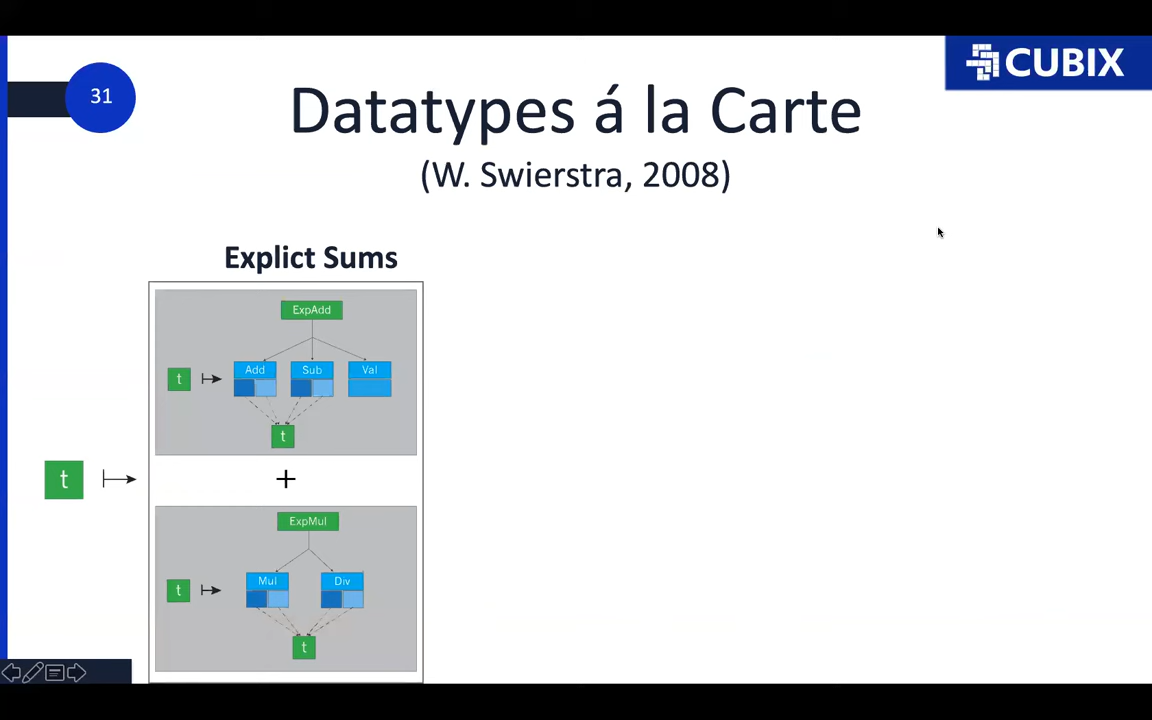 31
CUBIX
Datatypes á la Carte
(W. Swierstra, 2008)
Explict Sums
ExpAdd
t
Add Sub Val
t
t
+
ExpMul
t
Mul Div
t